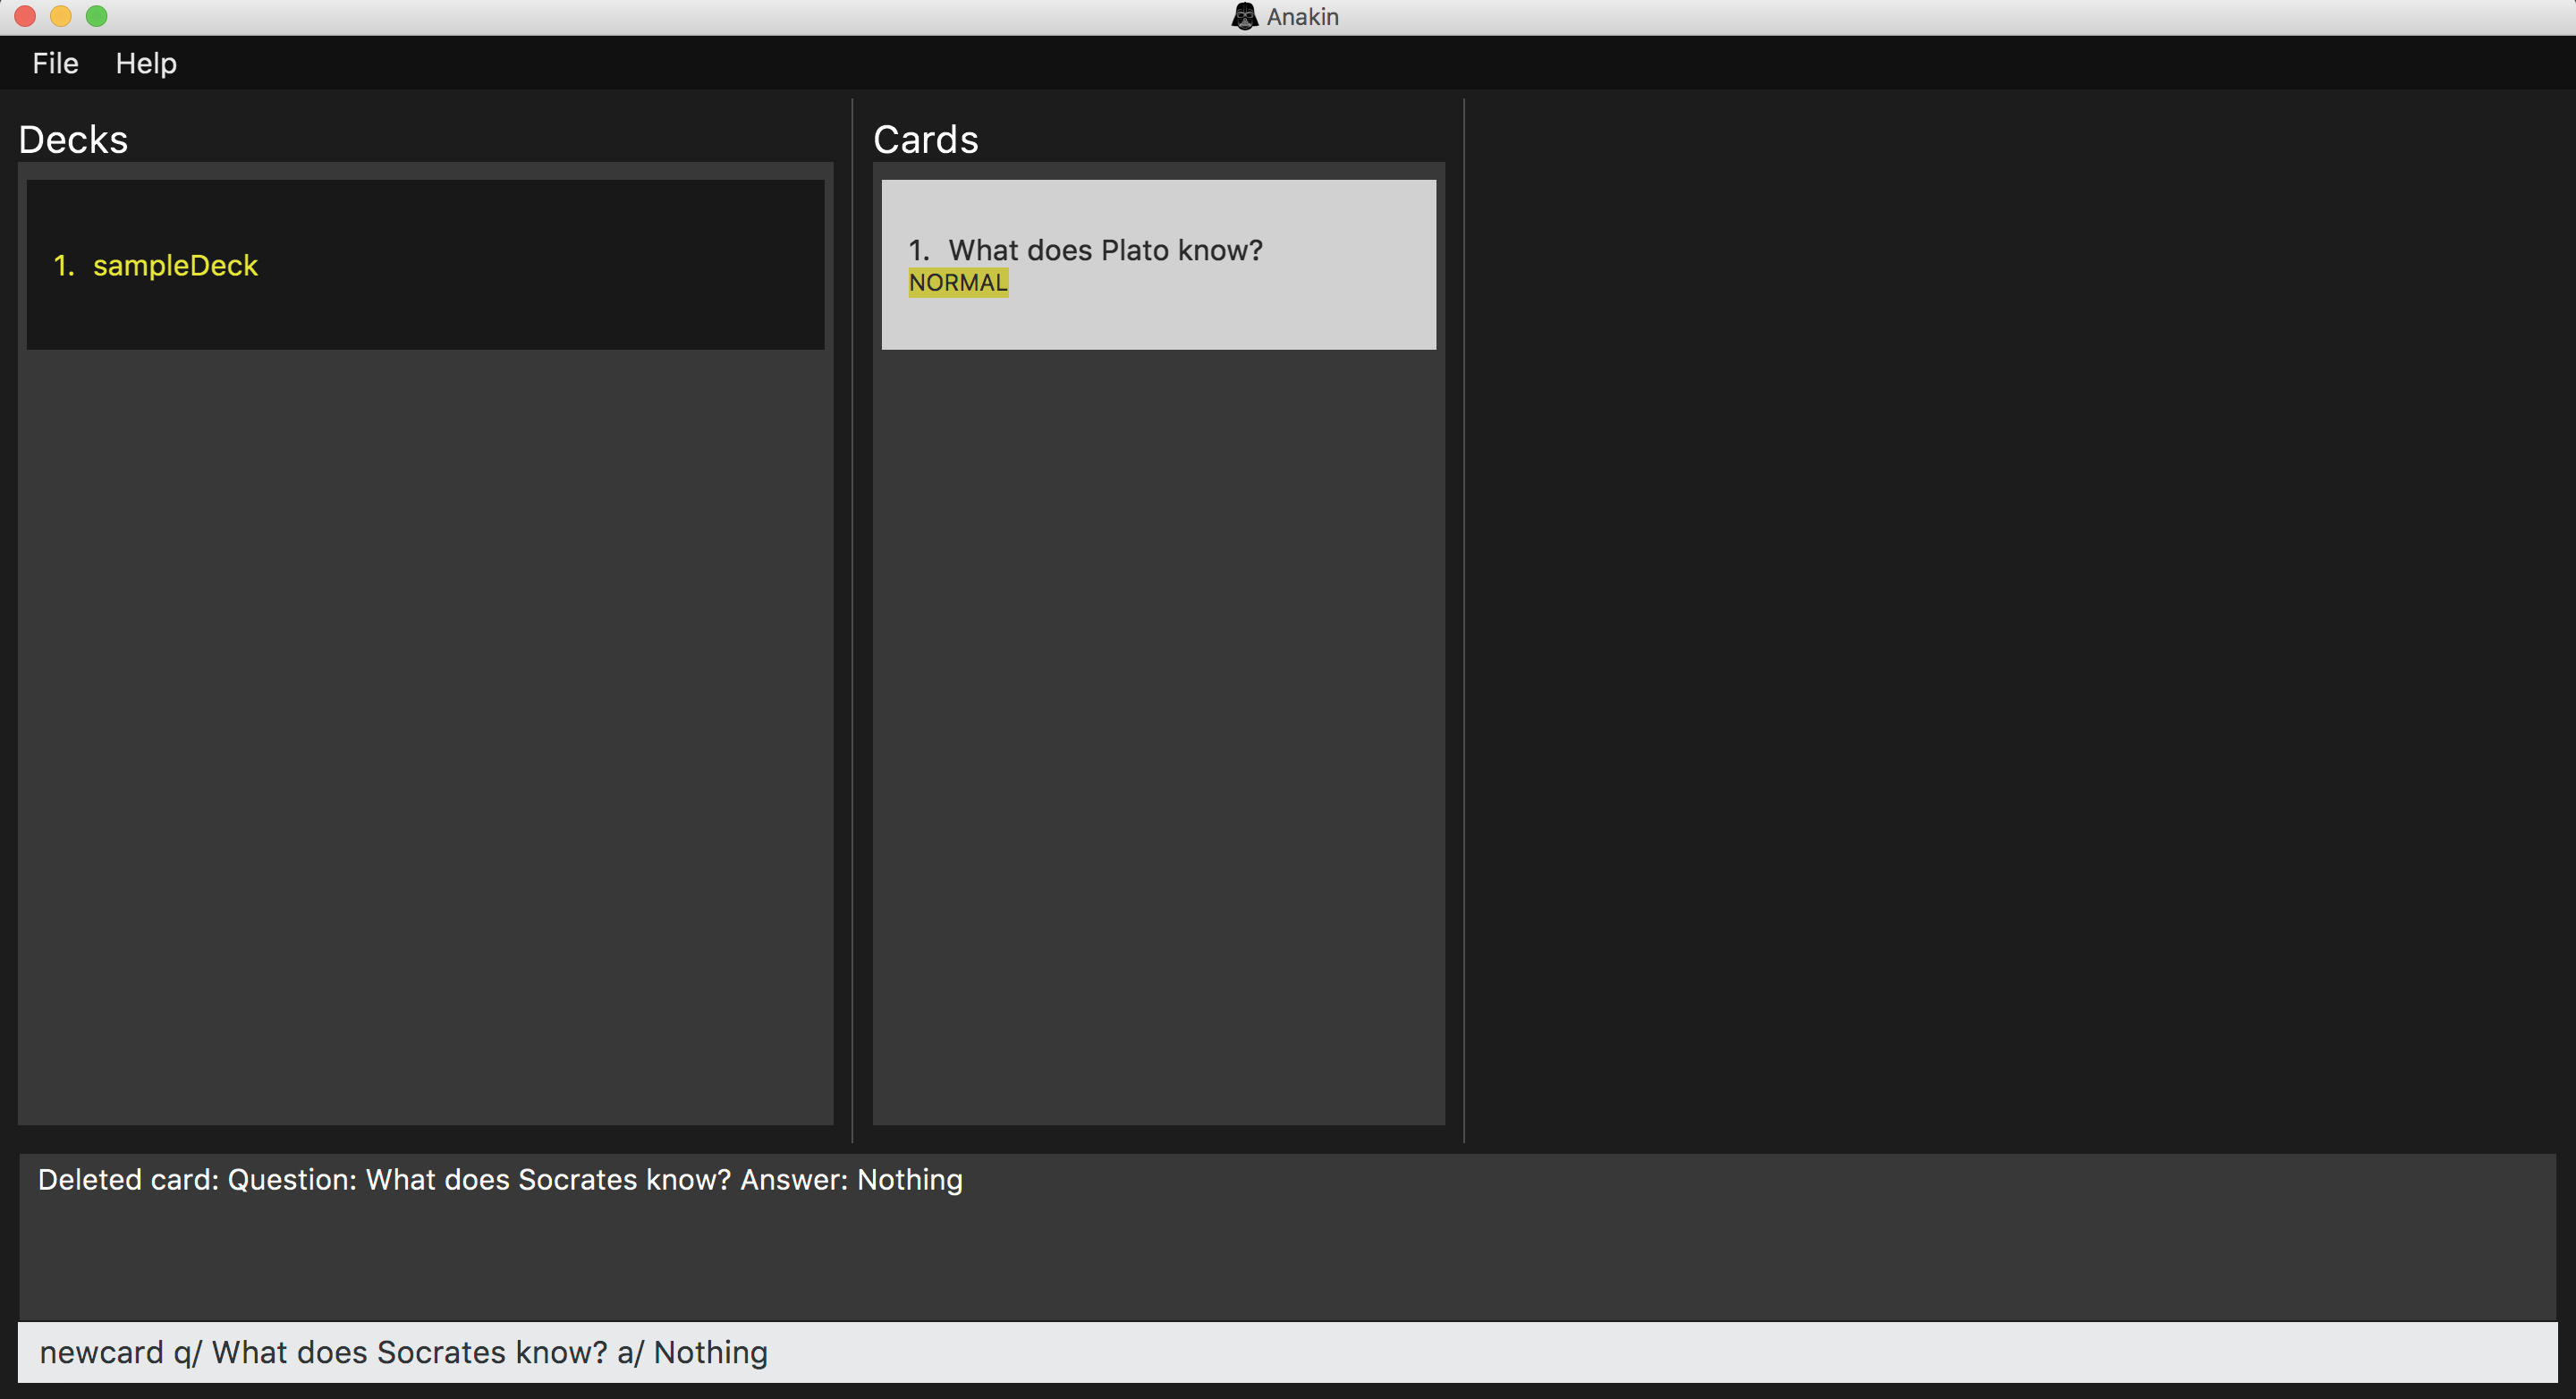 Anakin
File Help
Decks
1. sampleDeck
Cards
1. What does Plato know?
NORMAL
Deleted card: Question: What does Socrates know? Answer: Nothing
newcard q/ What does Socrates know? a/ Nothing